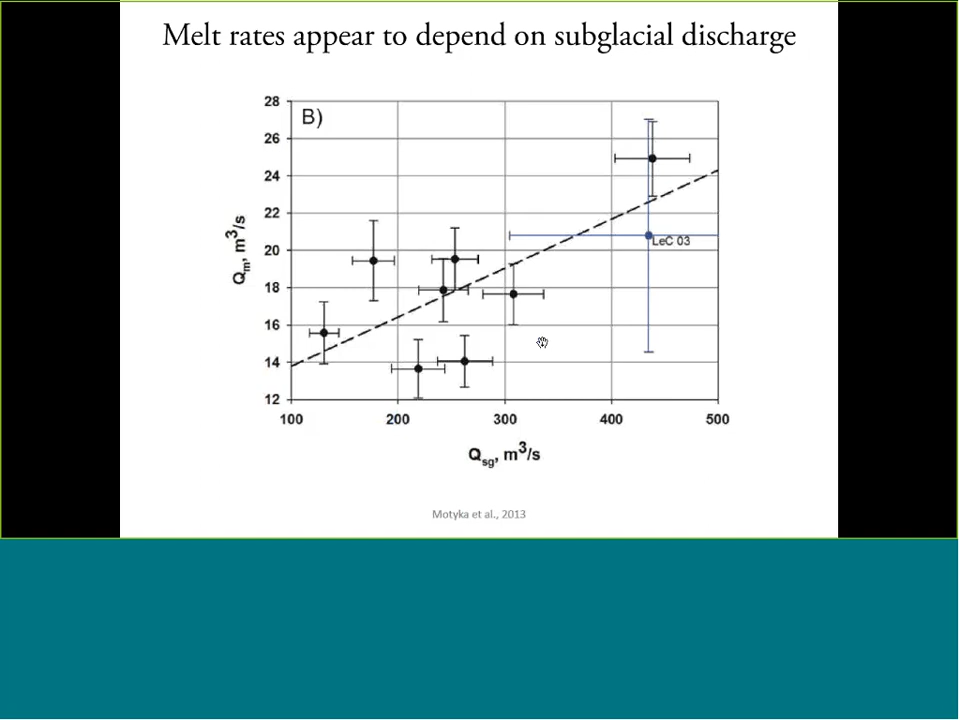 Melt rates appear to depend on subglacial discharge
B)
28
26
24
22
20
18
16
14
12
Qm, m3/s
LeC 03
100 200 300 400 500
Qsg, m3/s
Motyka et al., 2013